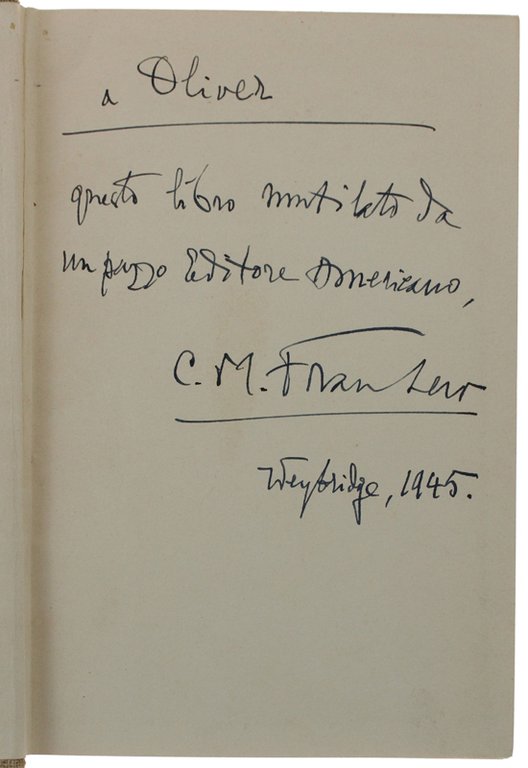 a Oliver
questo libro mutilato da
un pazzo Editore Americano,
C. M. Franzero
Weybridge, 1945.